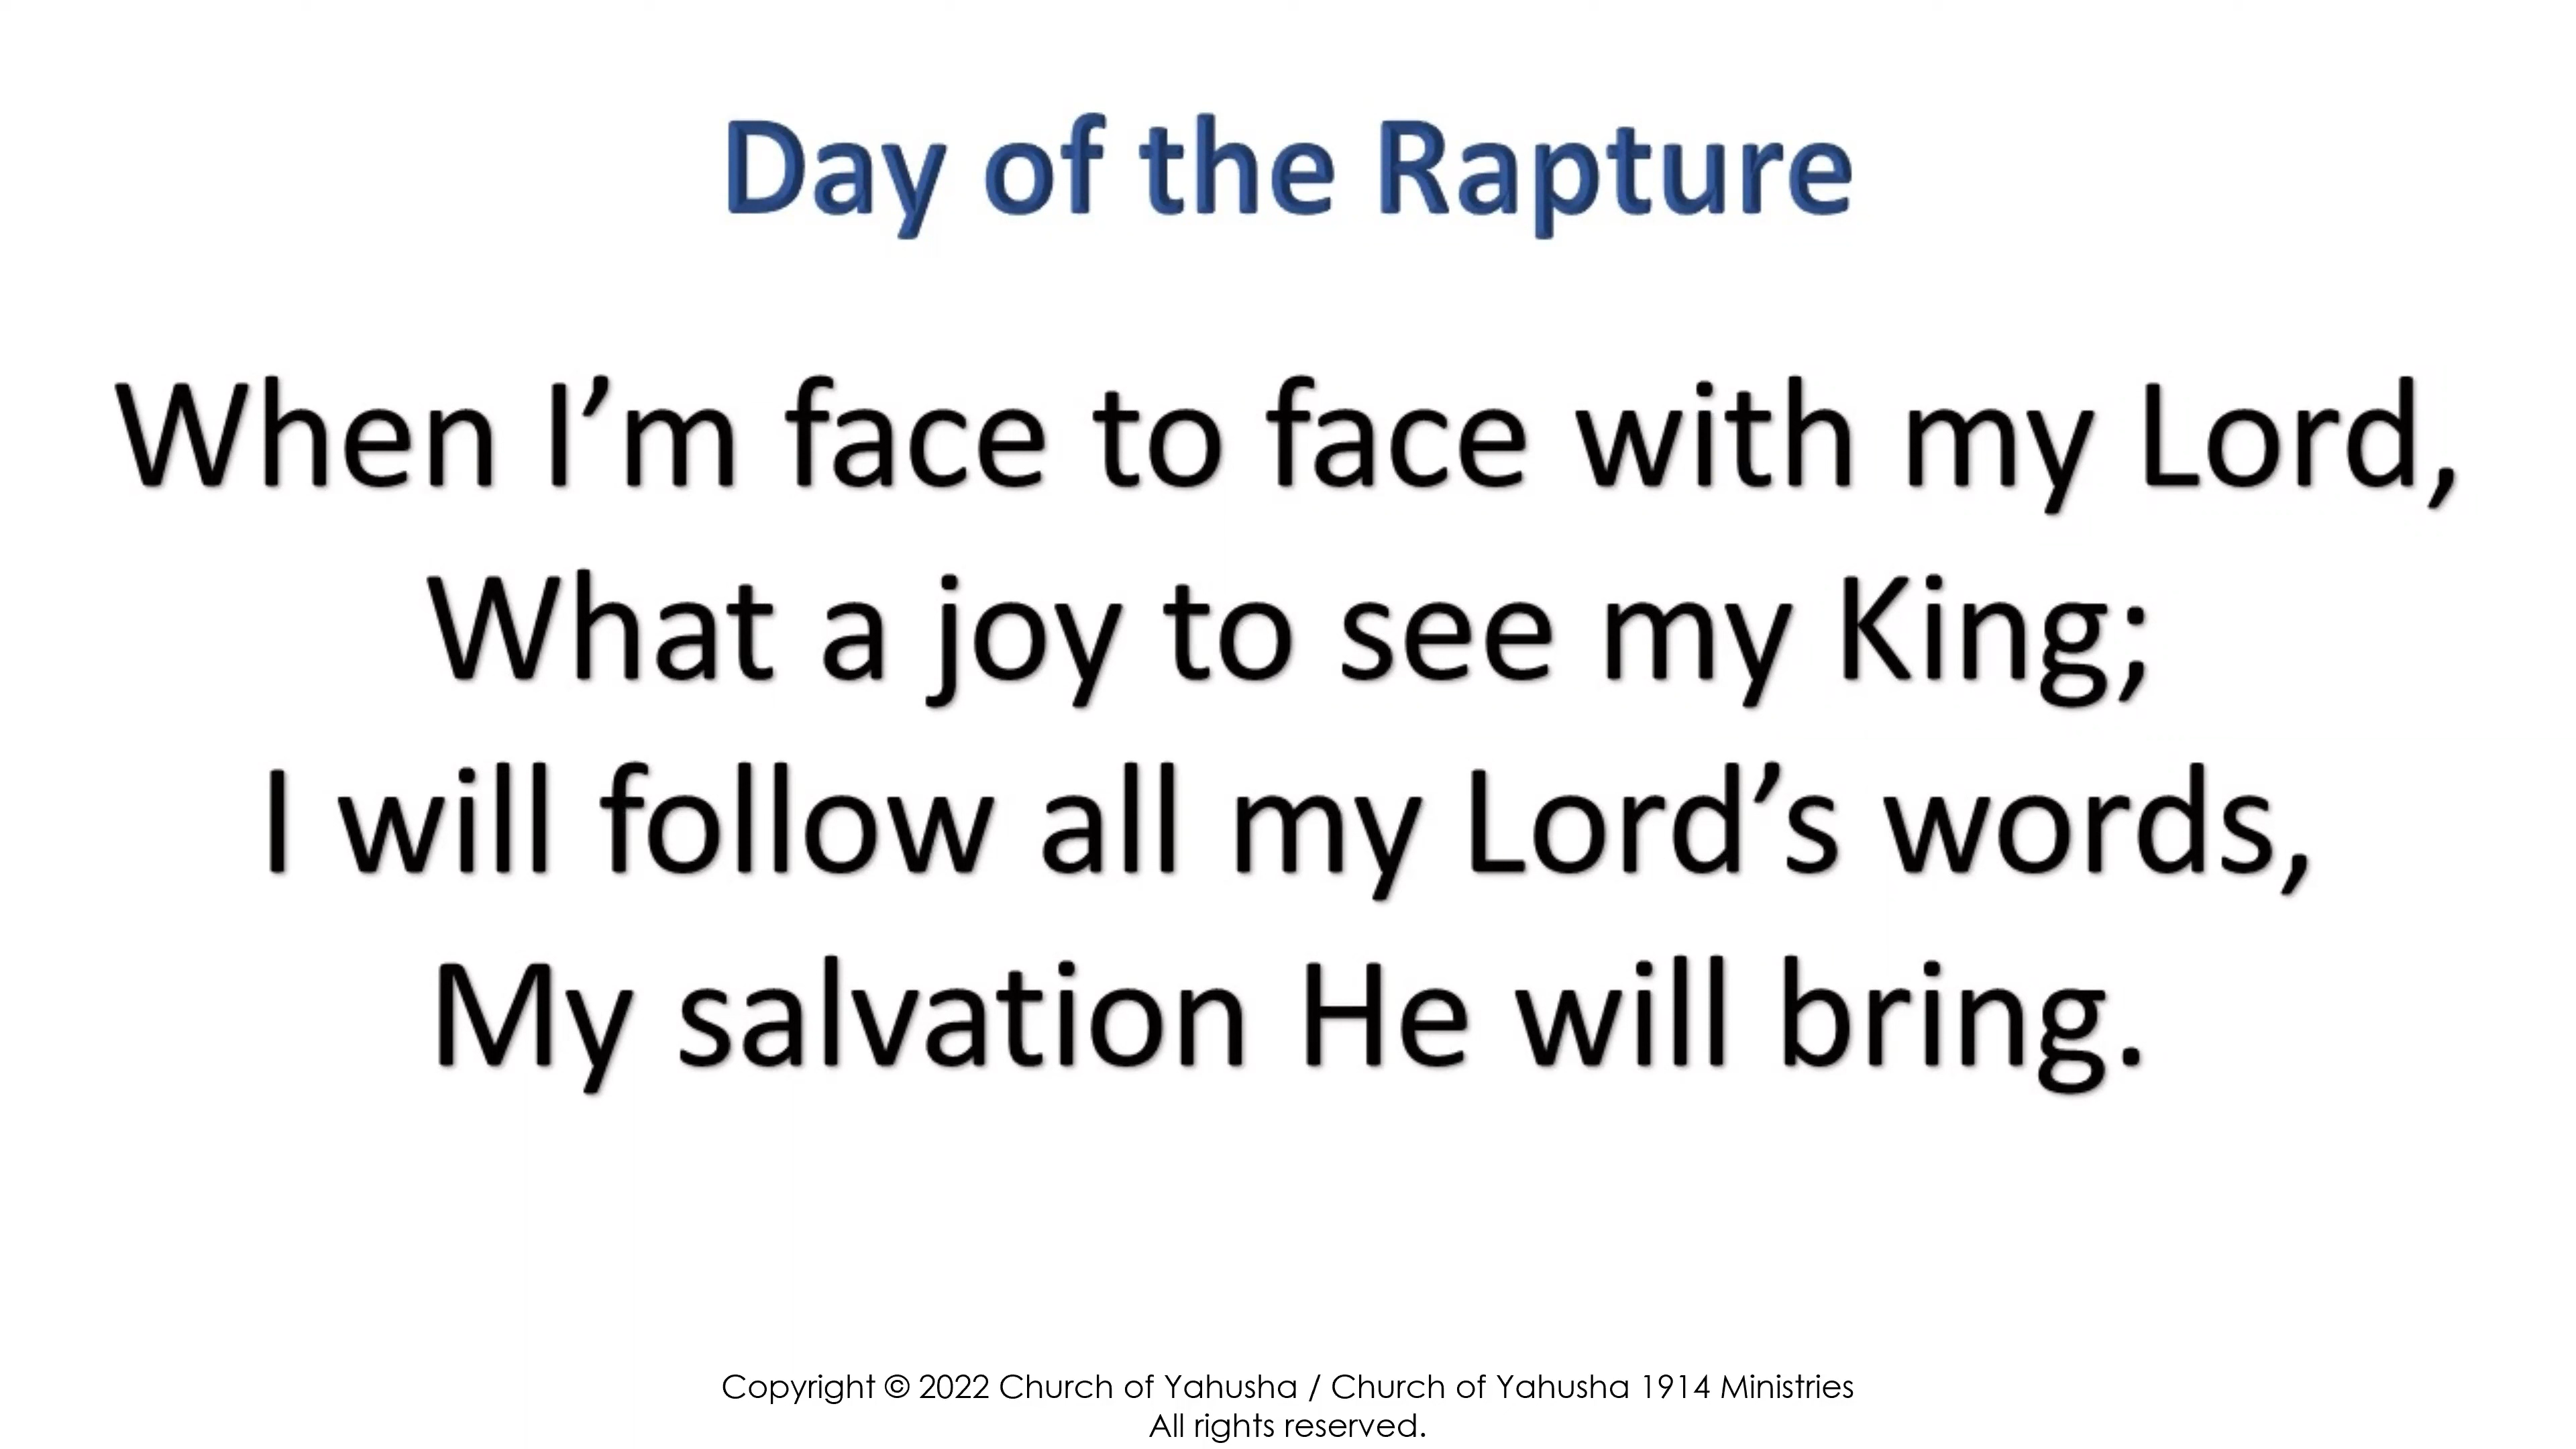 Day of the Rapture
When I’m face to face with my Lord,
What a joy to see my King;
I will follow all my Lord’s words,
My salvation He will bring.
Copyright © 2022 Church of Yahusha / Church of Yahusha 1914 Ministries
All rights reserved.